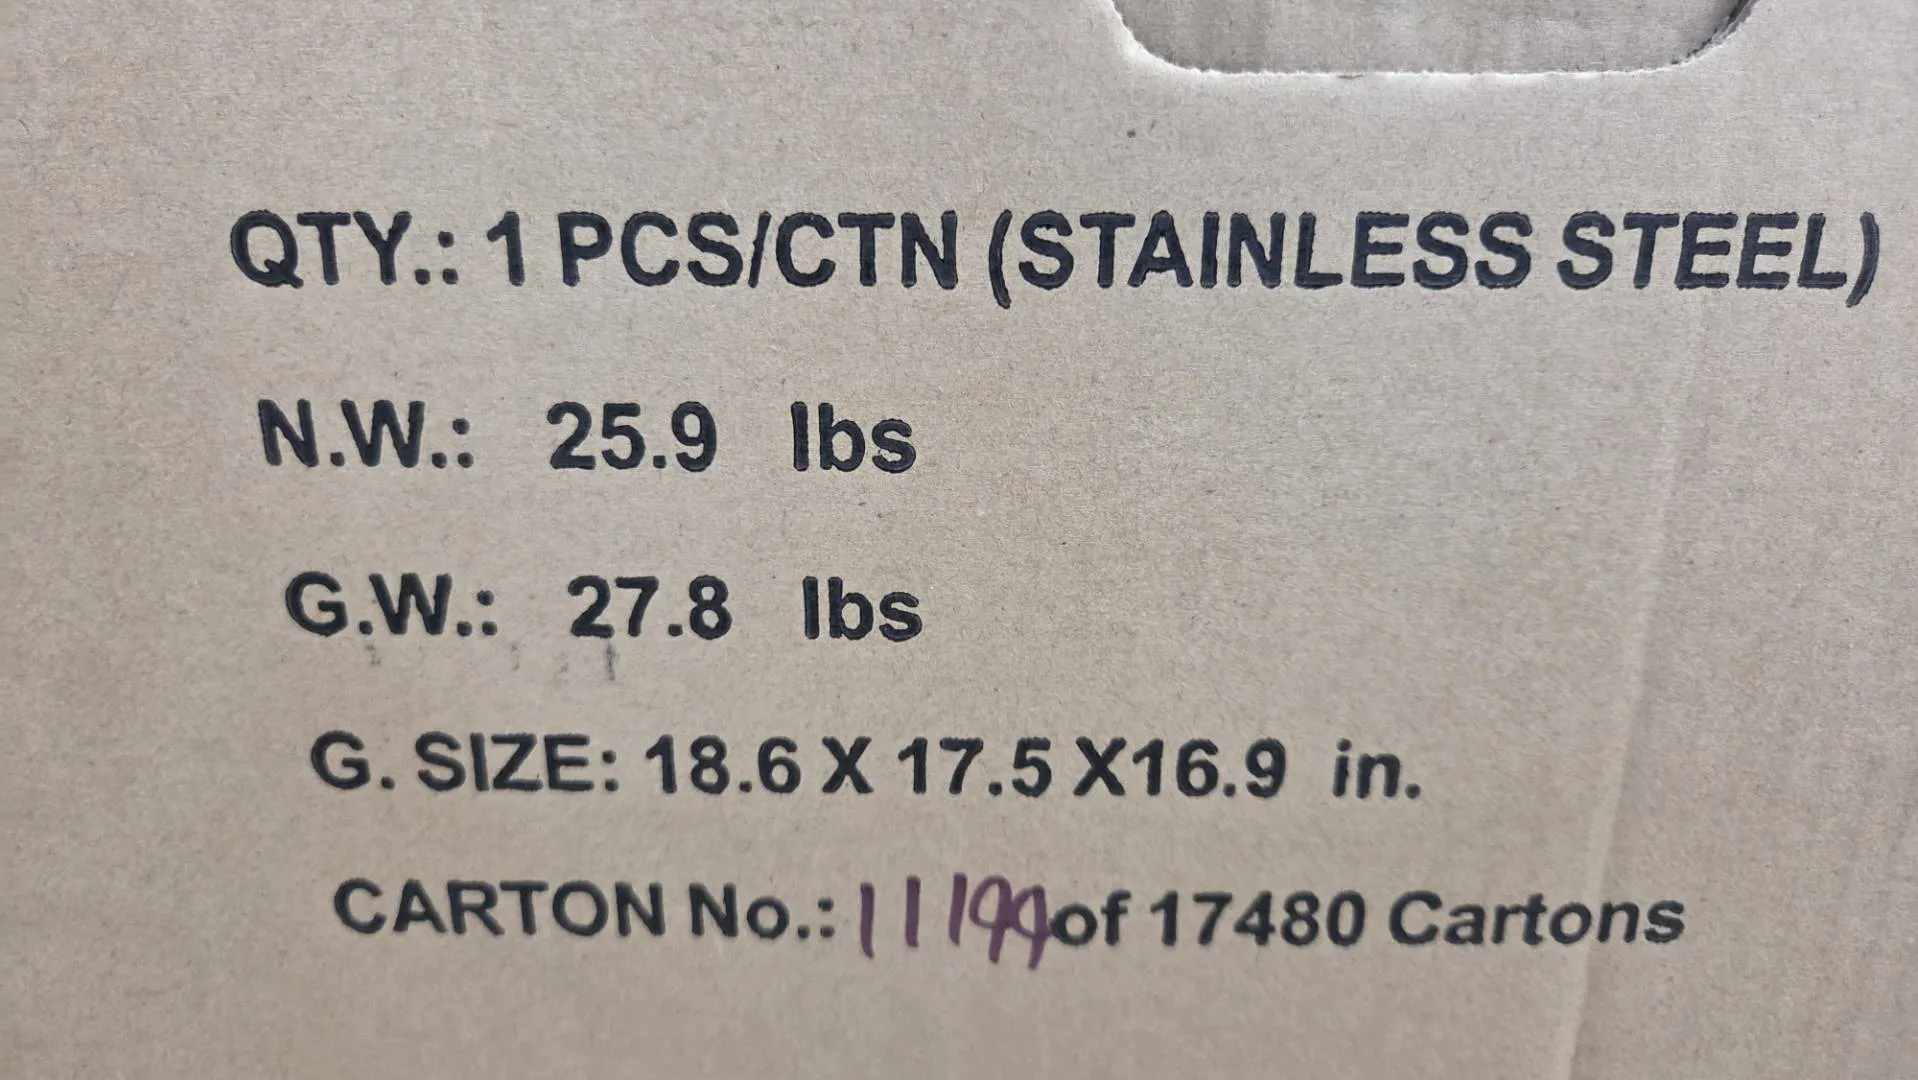 QTY.: 1 PCS/CTN (STAINLESS STEEL)
N.W.: 25.9 lbs
G.W.: 27.8 lbs
G. SIZE: 18.6 X 17.5 X16.9 in.
CARTON No.: 11199 of 17480 Cartons